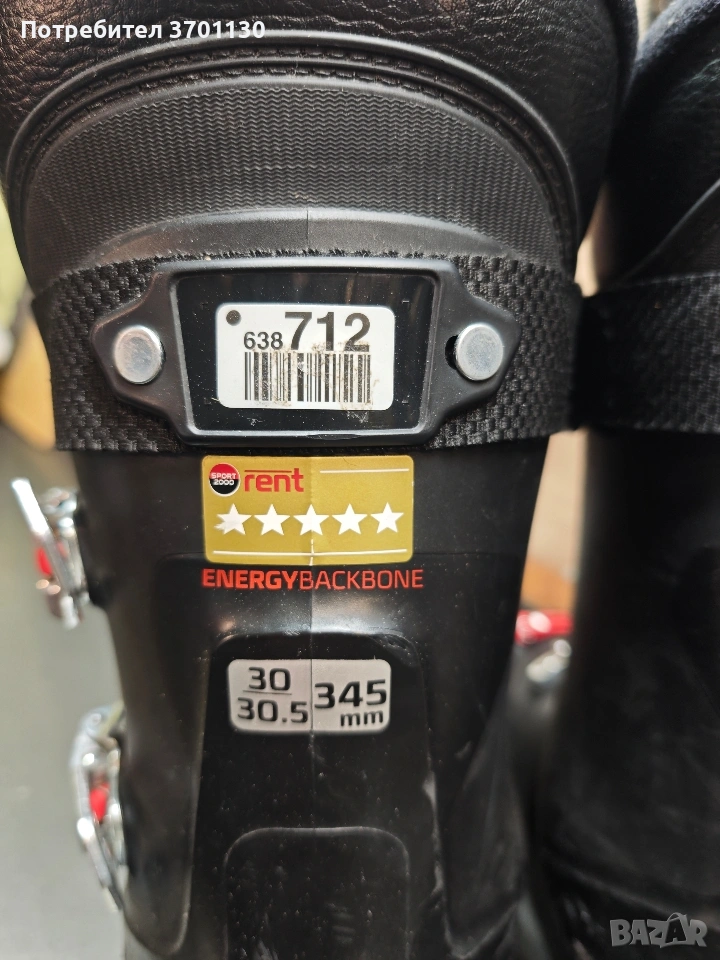 Потребител 3701130
638 712
SPORT 2000 rent
ENERGYBACKBONE
30 345
30.5 mm
BAZAR